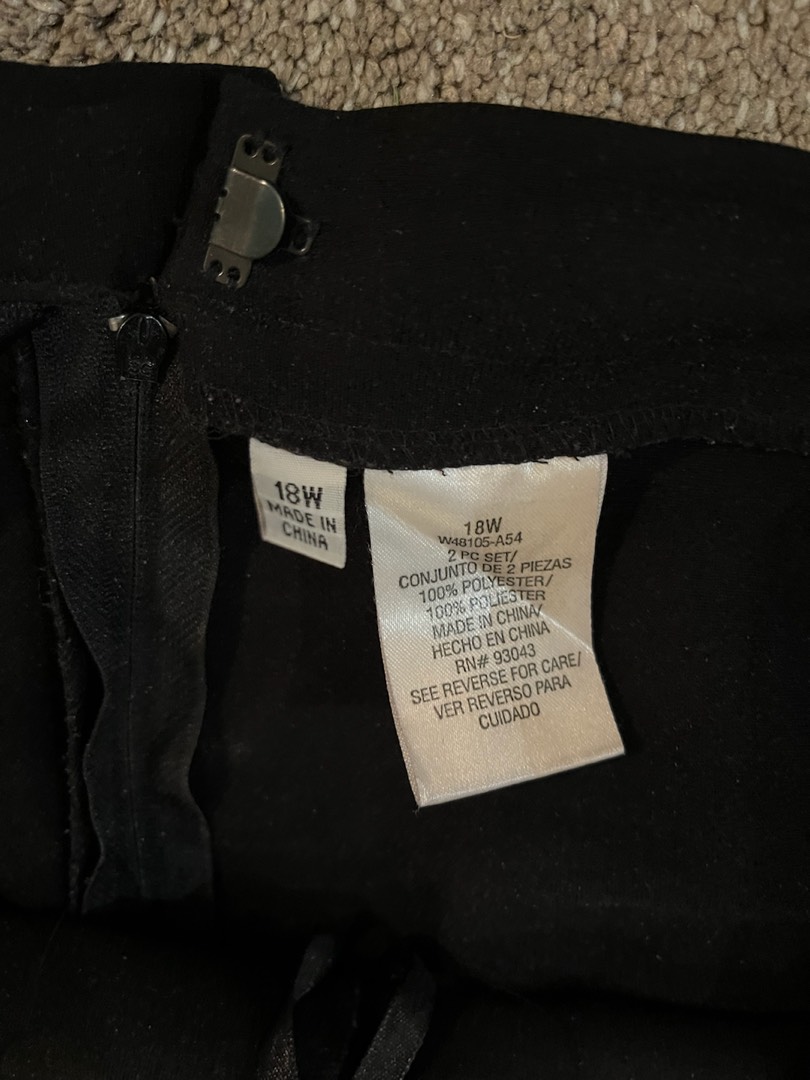 18W
MADE IN
CHINA
18W
W48105-A54
2 PC SET/
CONJUNTO DE 2 PIEZAS
100% POLYESTER/
100% POLIESTER
MADE IN CHINA/
HECHO EN CHINA
RN# 93043
SEE REVERSE FOR CARE/
VER REVERSO PARA
CUIDADO